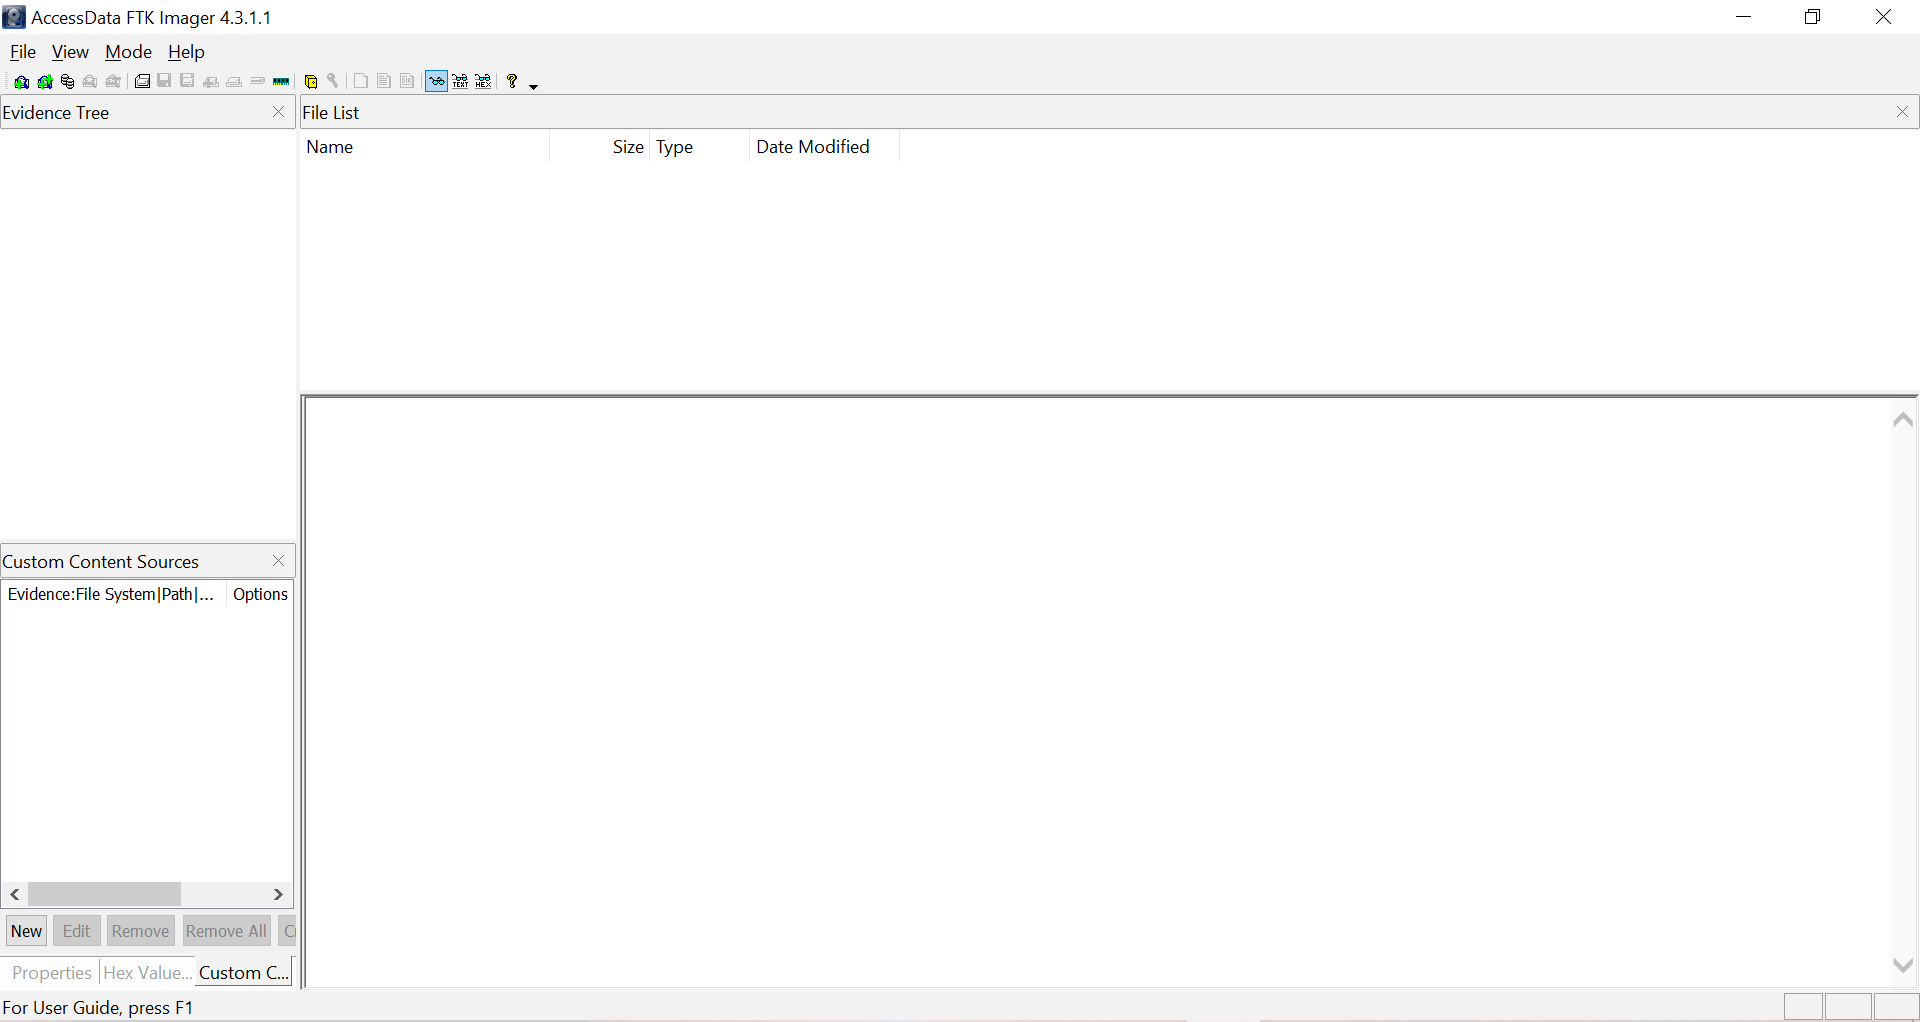 AccessData FTK Imager 4.3.1.1
File View Mode Help
TEXT HEX
Evidence Tree
File List
Name Size Type Date Modified
Custom Content Sources
Evidence:File System|Path|... Options
New Edit Remove Remove All
Properties Hex Value... Custom C...
For User Guide, press F1